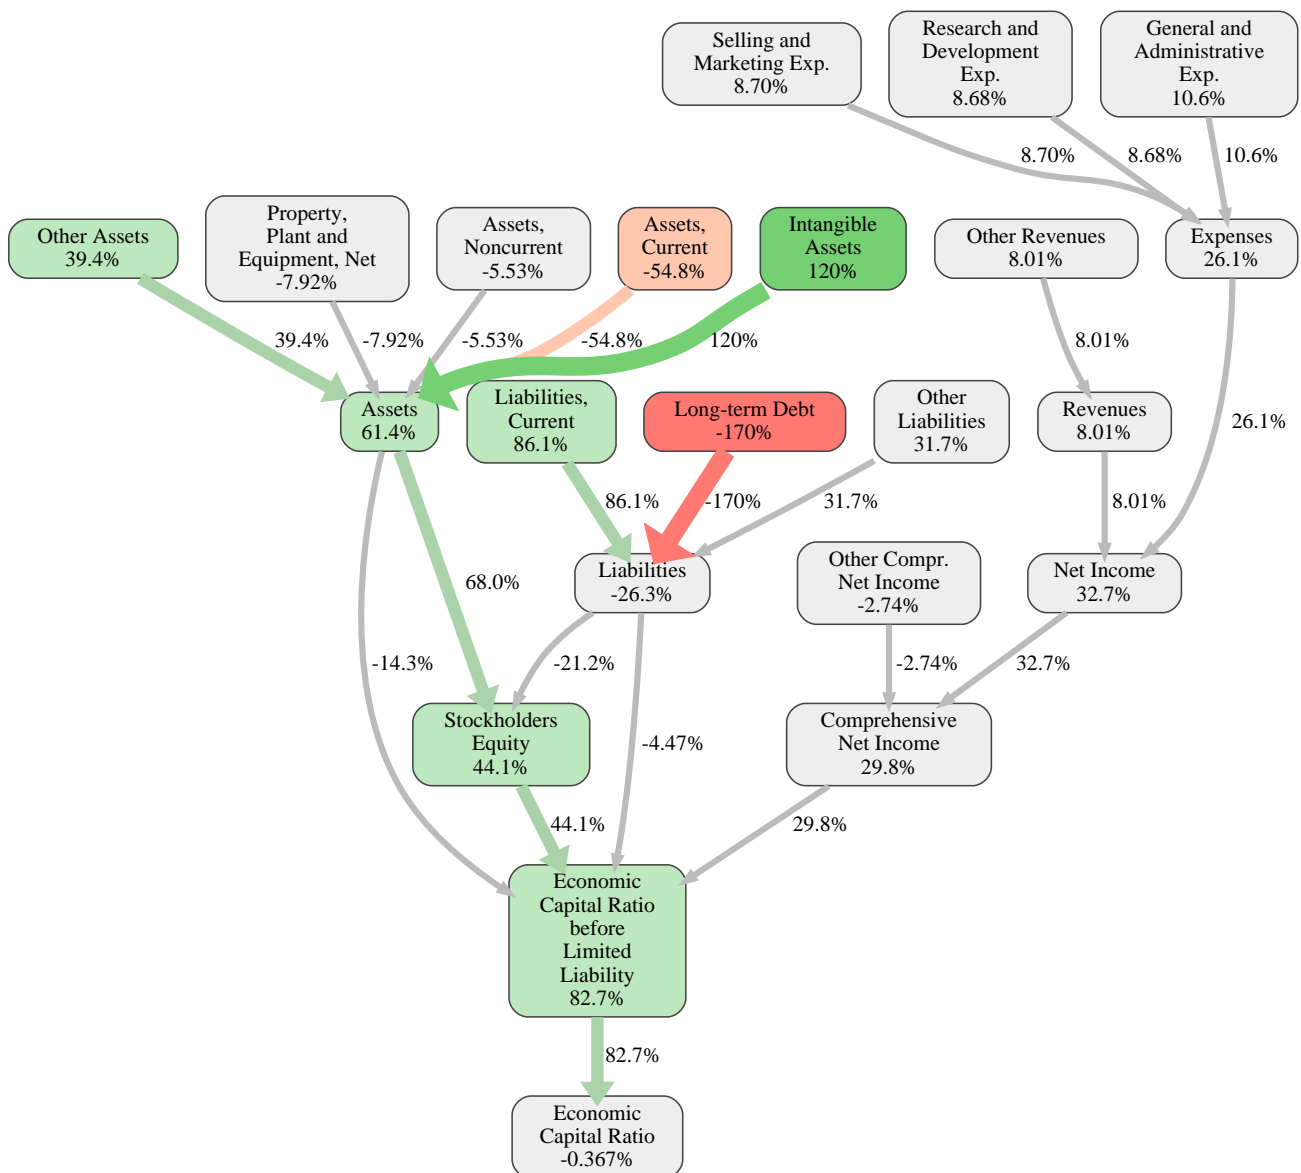 Selling and
Marketing Exp.
8.70%
Research and
Development
Exp.
8.68%
General and
Administrative
Exp.
10.6%
8.70%
8.68%
10.6%
Other Assets
39.4%
Property,
Plant and
Equipment, Net
-7.92%
Assets,
Noncurrent
-5.53%
Assets,
Current
-54.8%
Intangible
Assets
120%
Other Revenues
8.01%
Expenses
26.1%
39.4%
-7.92%
-5.53%
-54.8%
120%
8.01%
Assets
61.4%
Liabilities,
Current
86.1%
Long-term Debt
-170%
Other
Liabilities
31.7%
Revenues
8.01%
26.1%
86.1%
-170%
31.7%
8.01%
68.0%
Liabilities
-26.3%
Other Compr.
Net Income
-2.74%
Net Income
32.7%
-14.3%
-21.2%
-2.74%
32.7%
Stockholders
Equity
44.1%
-4.47%
Comprehensive
Net Income
29.8%
44.1%
29.8%
Economic
Capital Ratio
before
Limited
Liability
82.7%
82.7%
Economic
Capital Ratio
-0.367%